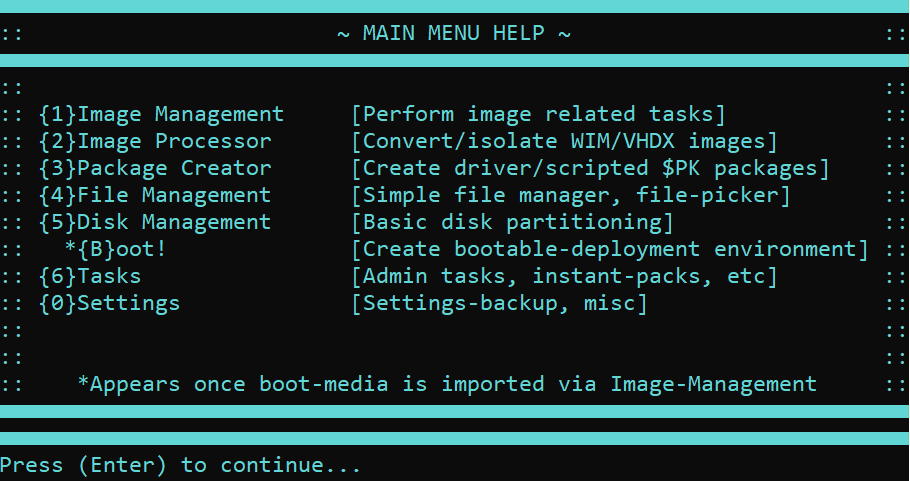 :: ~ MAIN MENU HELP ~ ::
:: ::
:: {1}Image Management [Perform image related tasks] ::
:: {2}Image Processor [Convert/isolate WIM/VHDX images] ::
:: {3}Package Creator [Create driver/scripted $PK packages] ::
:: {4}File Management [Simple file manager, file-picker] ::
:: {5}Disk Management [Basic disk partitioning] ::
:: *{B}oot! [Create bootable-deployment environment] ::
:: {6}Tasks [Admin tasks, instant-packs, etc] ::
:: {0}Settings [Settings-backup, misc] ::
:: ::
:: ::
:: *Appears once boot-media is imported via Image-Management ::
Press (Enter) to continue...